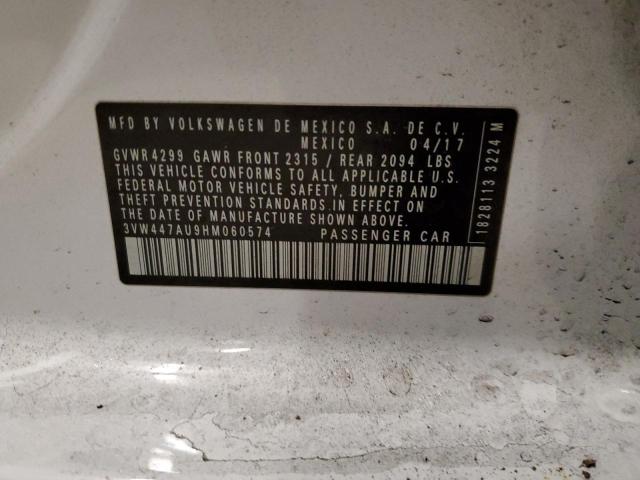 MFD BY VOLKSWAGEN DE MEXICO S.A. DE C.V.
MEXICO 04/17
GVWR 4299 GAWR FRONT 2315 / REAR 2094 LBS
THIS VEHICLE CONFORMS TO ALL APPLICABLE U.S.
FEDERAL MOTOR VEHICLE SAFETY, BUMPER AND
THEFT PREVENTION STANDARDS IN EFFECT ON
THE DATE OF MANUFACTURE SHOWN ABOVE.
3VW447AU9HM060574 PASSENGER CAR
1828113 3224 M